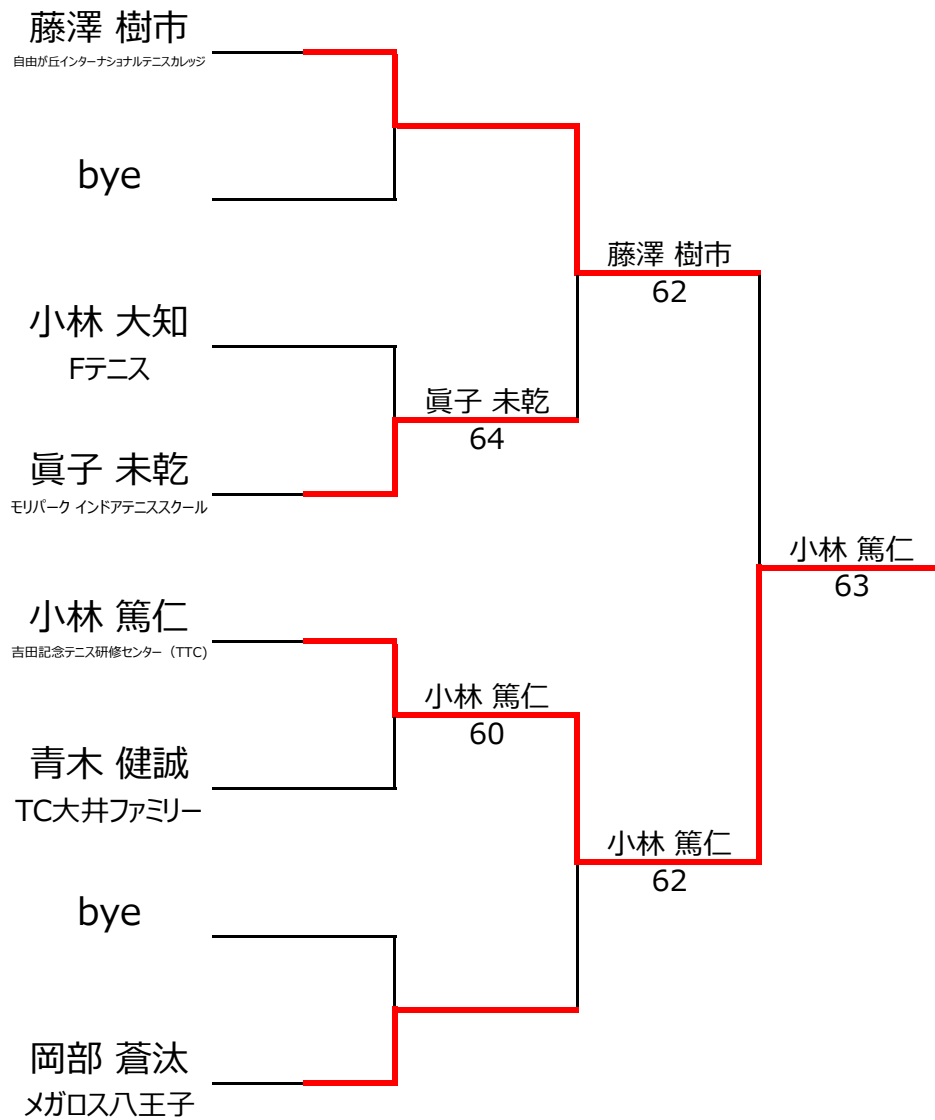 藤澤 樹市
自由が丘インターナショナルテニスカレッジ
bye
藤澤 樹市
62
小林 大知
Fテニス
眞子 未乾
64
眞子 未乾
モリパーク インドアテニススクール
小林 篤仁
63
小林 篤仁
吉田記念テニス研修センター（TTC)
小林 篤仁
60
青木 健誠
TC大井ファミリー
小林 篤仁
62
bye
岡部 蒼汰
メガロス八王子